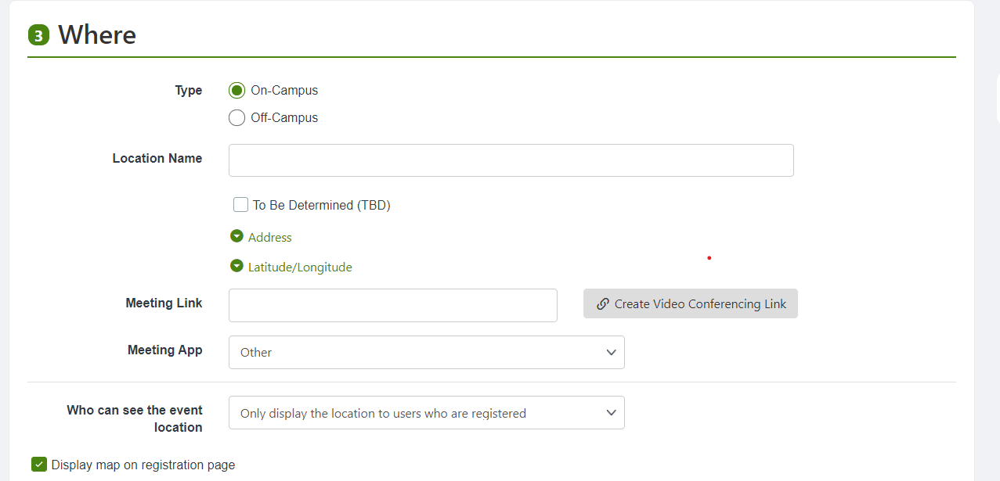 3 Where
Type
On-Campus
Off-Campus
Location Name
To Be Determined (TBD)
Address
Latitude/Longitude
Meeting Link
Create Video Conferencing Link
Meeting App
Other
Who can see the event
location
Only display the location to users who are registered
Display map on registration page